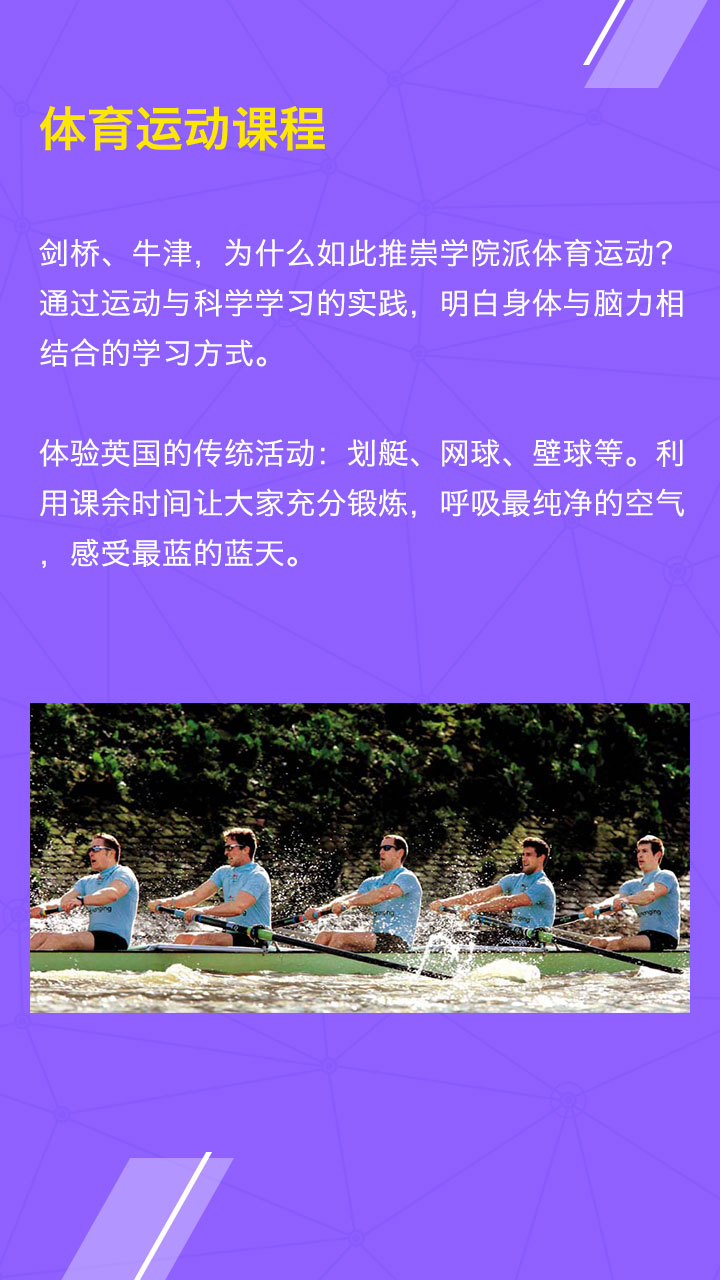 体育运动课程
剑桥、牛津，为什么如此推崇学院派体育运动？
通过运动与科学学习的实践，明白身体与脑力相
结合的学习方式。
体验英国的传统活动：划艇、网球、壁球等。利
用课余时间让大家充分锻炼，呼吸最纯净的空气
，感受最蓝的蓝天。